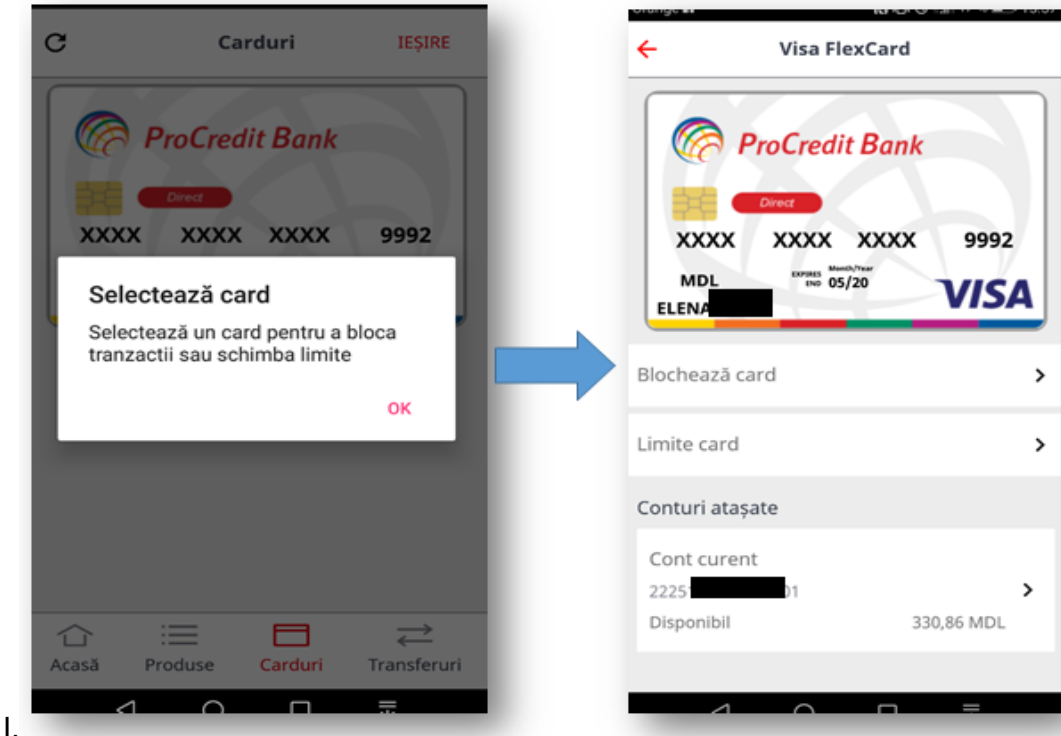 Carduri IEȘIRE
ProCredit Bank
Direct
XXXX XXXX XXXX 9992
Selectează card
Selectează un card pentru a bloca
tranzactii sau schimba limite
OK
Acasă Produse Carduri Transferuri
Visa FlexCard
ProCredit Bank
Direct
XXXX XXXX XXXX 9992
MDL EXPIRES END Month/Year 05/20
ELENA
VISA
Blochează card
Limite card
Conturi atașate
Cont curent
2225
Disponibil 330,86 MDL